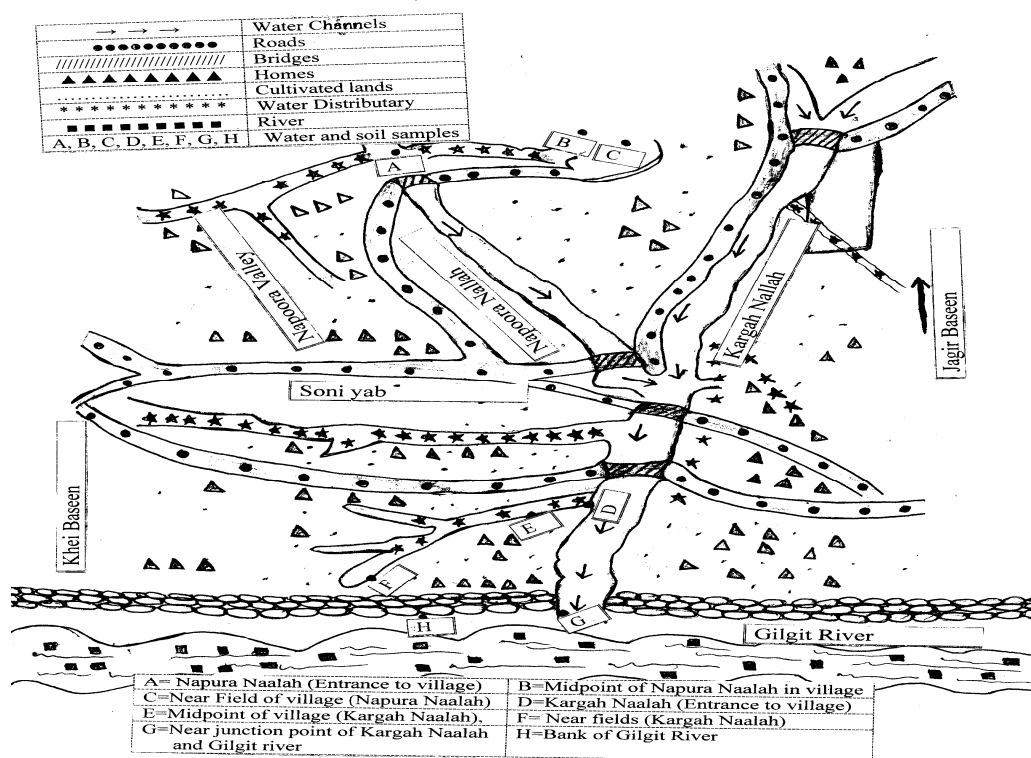 Water Channels
Roads
Bridges
Homes
Cultivated lands
Water Distributary
River
A, B, C, D, E, F, G, H Water and soil samples
A
B
C
Napoora Valley
Napoora Nallah
Kargah Nallah
Jagir Baseen
Soni yab
Khei Baseen
D
E
F
G
H
Gilgit River
A= Napura Naalah (Entrance to village)
B=Midpoint of Napura Naalah in village
C=Near Field of village (Napura Naalah)
D=Kargah Naalah (Entrance to village)
E=Midpoint of village (Kargah Naalah),
F= Near fields (Kargah Naalah)
G=Near junction point of Kargah Naalah
and Gilgit river
H=Bank of Gilgit River